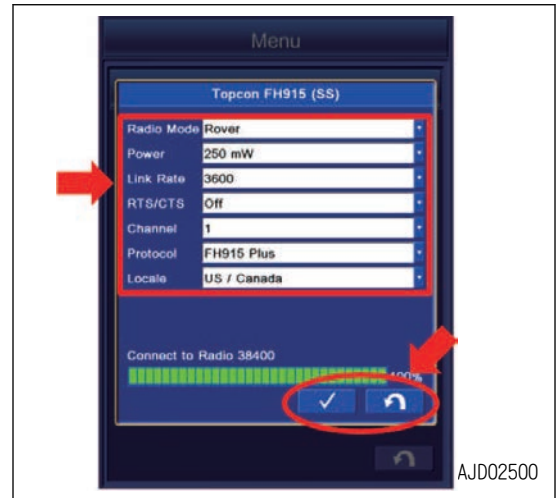 Menu
Topcon FH915 (SS)
Radio Mode Rover
Power 250 mW
Link Rate 3600
RTS/CTS Off
Channel 1
Protocol FH915 Plus
Locale US / Canada
Connect to Radio 38400
100%
AJD02500